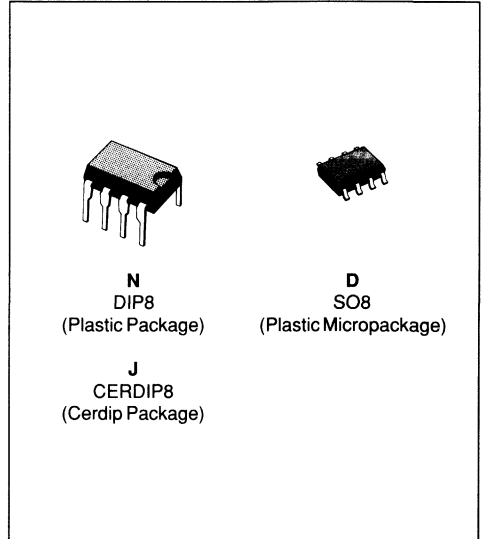 N
DIP8
(Plastic Package)
D
SO8
(Plastic Micropackage)
J
CERDIP8
(Cerdip Package)